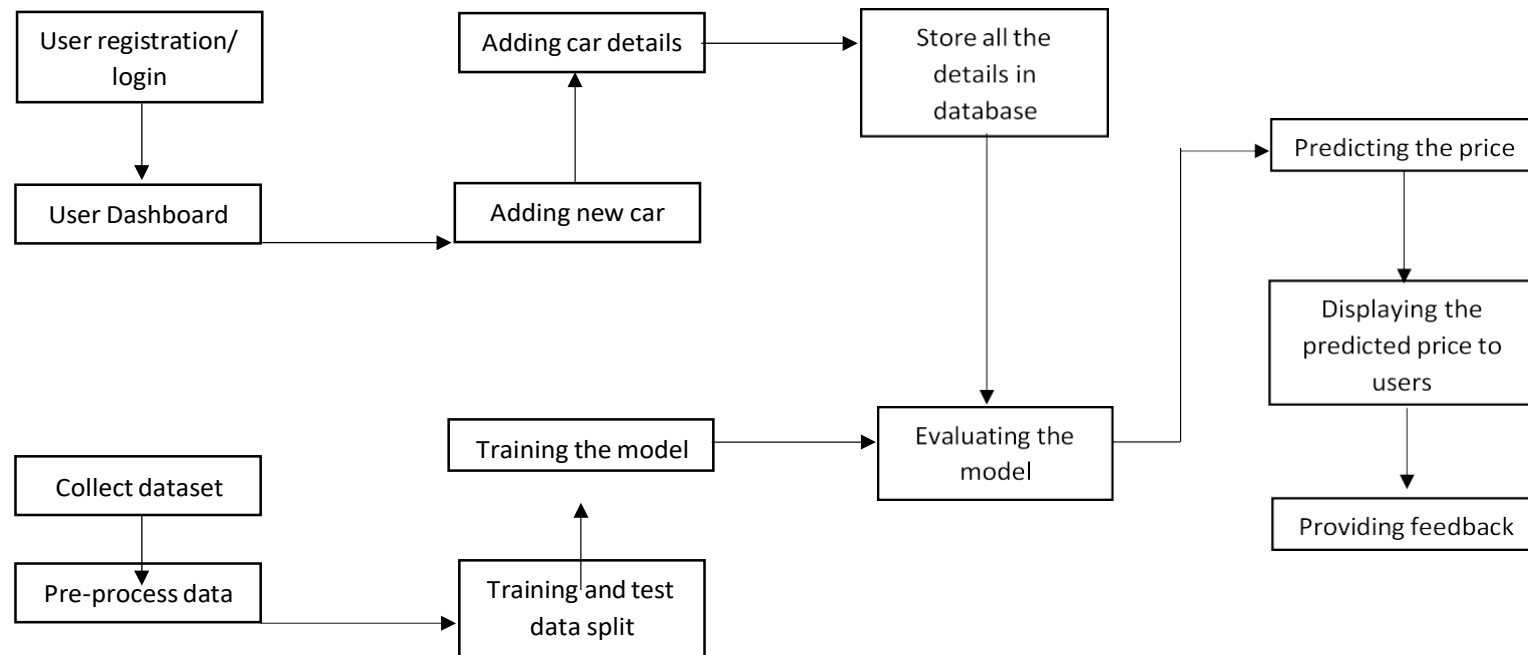 User registration/
login
User Dashboard
Adding new car
Adding car details
Store all the
details in
database
Collect dataset
Pre-process data
Training and test
data split
Training the model
Evaluating the
model
Predicting the price
Displaying the
predicted price to
users
Providing feedback